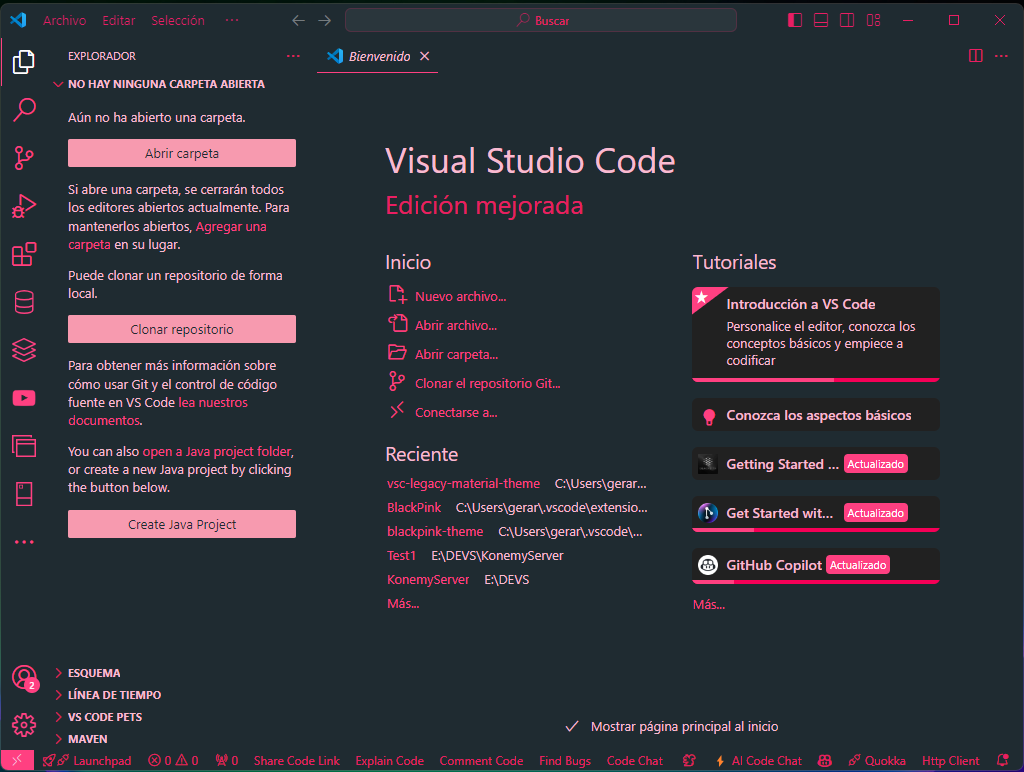 Archivo Editar Selección ··· Buscar
EXPLORADOR ···
NO HAY NINGUNA CARPETA ABIERTA
Aún no ha abierto una carpeta.
Abrir carpeta
Si abre una carpeta, se cerrarán todos
los editores abiertos actualmente. Para
mantenerlos abiertos, Agregar una
carpeta en su lugar.
Puede clonar un repositorio de forma
local.
Clonar repositorio
Para obtener más información sobre
cómo usar Git y el control de código
fuente en VS Code lea nuestros
documentos.
You can also open a Java project folder,
or create a new Java project by clicking
the button below.
Create Java Project
ESQUEMA
LÍNEA DE TIEMPO
VS CODE PETS
MAVEN
2
Bienvenido
Visual Studio Code
Edición mejorada
Inicio
Nuevo archivo...
Abrir archivo...
Abrir carpeta...
Clonar el repositorio Git...
Conectarse a...
Reciente
vsc-legacy-material-theme C:\Users\gerar...
BlackPink C:\Users\gerar\.vscode\extensio...
blackpink-theme C:\Users\gerar\.vscode\...
Test1 E:\DEVS\KonemyServer
KonemyServer E:\DEVS
Más...
Tutoriales
Introducción a VS Code
Personalice el editor, conozca los
conceptos básicos y empiece a
codificar
Conozca los aspectos básicos
Getting Started ... Actualizado
Get Started wit... Actualizado
GitHub Copilot Actualizado
Más...
Mostrar página principal al inicio
Launchpad 0 0 0 Share Code Link Explain Code Comment Code Find Bugs Code Chat AI Code Chat Quokka Http Client